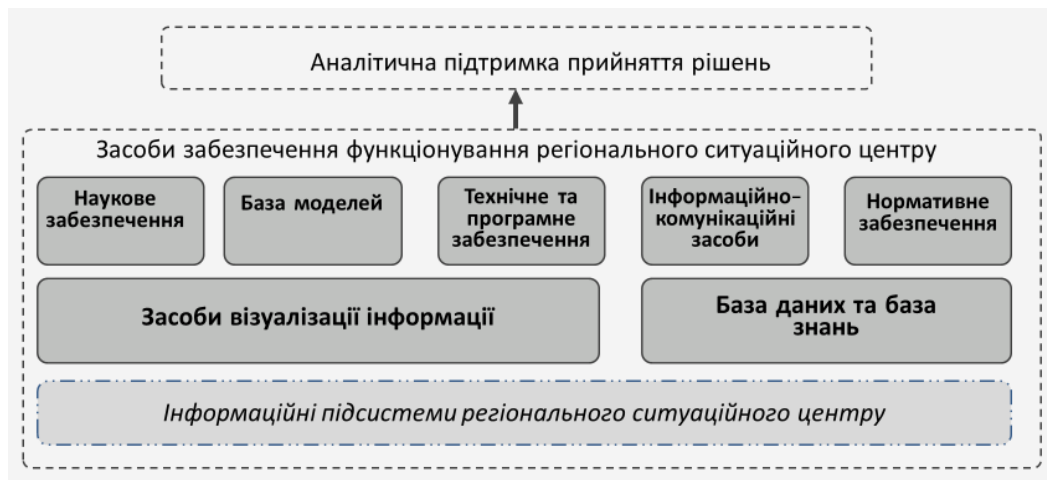 Аналітична підтримка прийняття рішень
Засоби забезпечення функціонування регіонального ситуаційного центру
Наукове
забезпечення
База моделей
Технічне та
програмне
забезпечення
Інформаційно-
комунікаційні
засоби
Нормативне
забезпечення
Засоби візуалізації інформації
База даних та база
знань
Інформаційні підсистеми регіонального ситуаційного центру